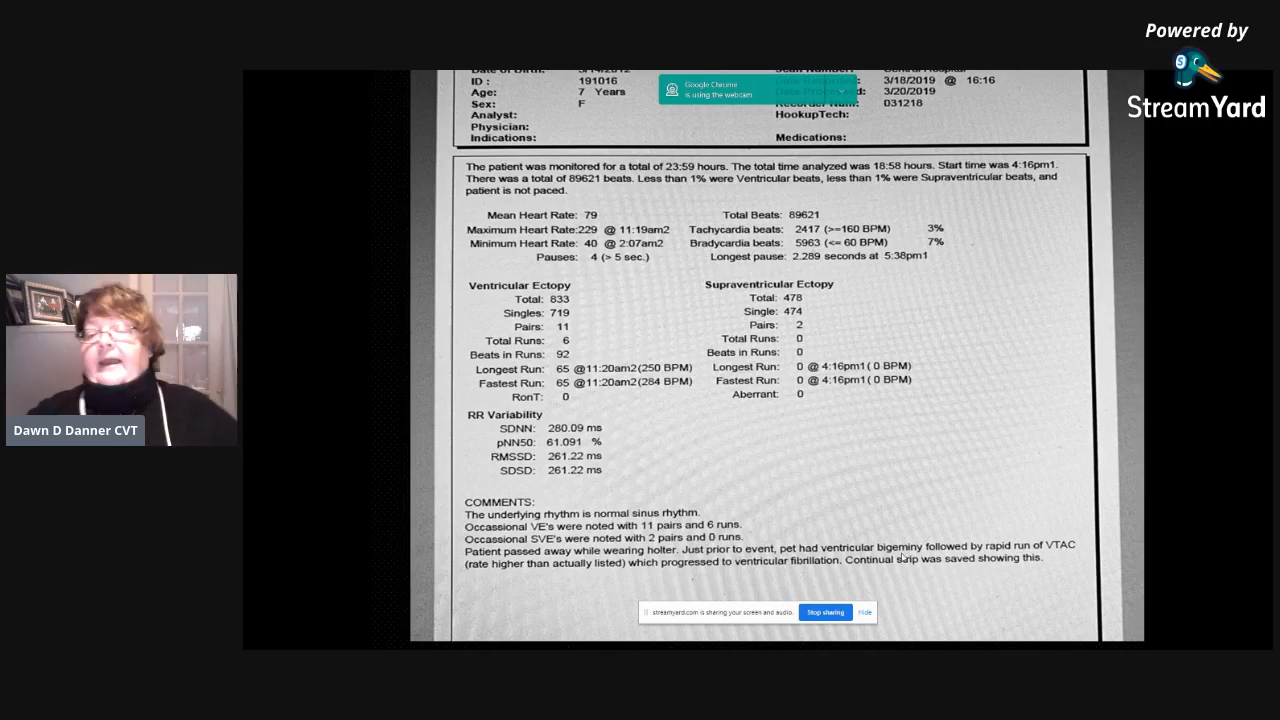 Powered by
StreamYard
ID : 191016
Age: 7 Years
Sex: F
Analyst:
Physician:
Indications:
3/18/2019 @ 16:16
3/20/2019
031218
HookupTech:
Medications:
Google Chrome
is using the webcam
The patient was monitored for a total of 23:59 hours. The total time analyzed was 18:58 hours. Start time was 4:16pm1.
There was a total of 89621 beats. Less than 1% were Ventricular beats, less than 1% were Supraventricular beats, and
patient is not paced.
Mean Heart Rate: 79 Total Beats: 89621
Maximum Heart Rate:229 @ 11:19am2 Tachycardia beats: 2417 (>=160 BPM) 3%
Minimum Heart Rate: 40 @ 2:07am2 Bradycardia beats: 5963 (<= 60 BPM) 7%
Pauses: 4 (> 5 sec.) Longest pause: 2.289 seconds at 5:38pm1
Ventricular Ectopy
Total: 833
Singles: 719
Pairs: 11
Total Runs: 6
Beats in Runs: 92
Longest Run: 65 @11:20am2(250 BPM)
Fastest Run: 65 @11:20am2(284 BPM)
RonT: 0
Supraventricular Ectopy
Total: 478
Single: 474
Pairs: 2
Total Runs: 0
Beats in Runs: 0
Longest Run: 0 @ 4:16pm1( 0 BPM)
Fastest Run: 0 @ 4:16pm1( 0 BPM)
Aberrant: 0
RR Variability
SDNN: 280.09 ms
pNN50: 61.091 %
RMSSD: 261.22 ms
SDSD: 261.22 ms
COMMENTS:
The underlying rhythm is normal sinus rhythm.
Occassional VE's were noted with 11 pairs and 6 runs.
Occassional SVE's were noted with 2 pairs and 0 runs.
Patient passed away while wearing holter. Just prior to event, pet had ventricular bigeminy followed by rapid run of VTAC
(rate higher than actually listed) which progressed to ventricular fibrillation. Continual strip was saved showing this.
streamyard.com is sharing your screen and audio.
Stop sharing
Hide
Dawn D Danner CVT